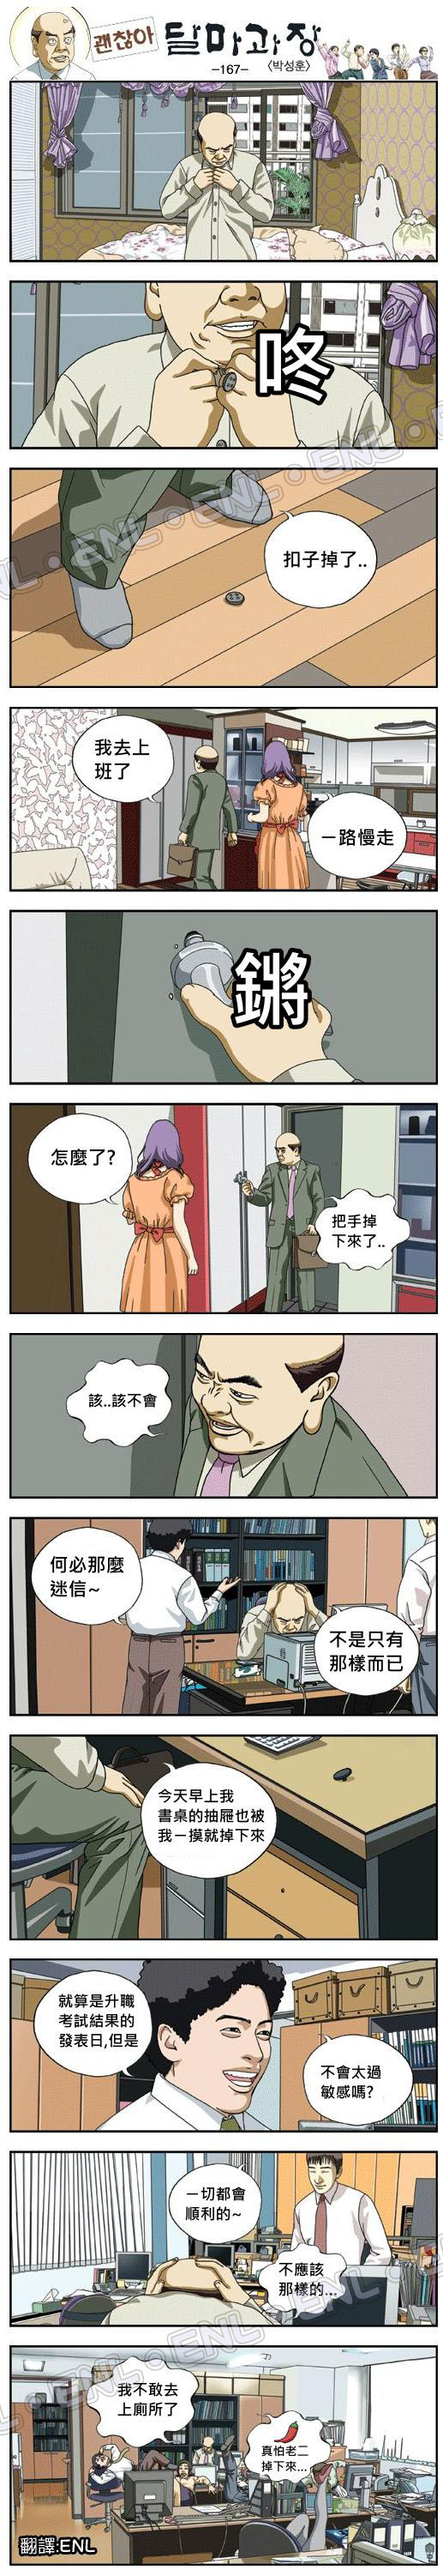 괜찮아 달마과장
-167- 〈박성훈〉
咚
扣子掉了..
我去上
班了
一路慢走
鏘
怎麼了?
把手掉
下來了..
該..該不會
何必那麼
迷信~
不是只有
那樣而已
今天早上我
書桌的抽屜也被
我一摸就掉下來
就算是升職
考試結果的
發表日,但是
不會太過
敏感嗎?
一切都會
順利的~
不應該
那樣的...
我不敢去
上廁所了
真怕老二
掉下來...
翻譯:ENL